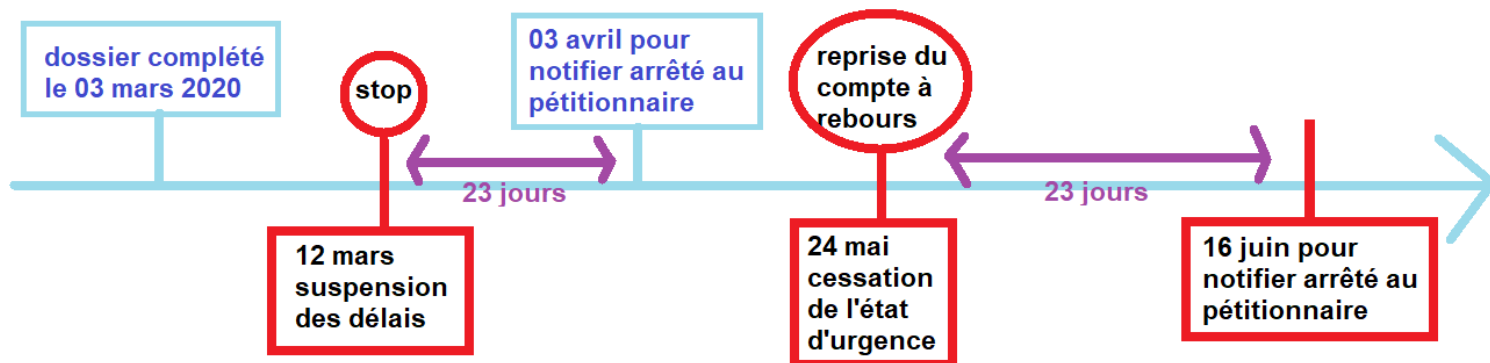 dossier complété
le 03 mars 2020
stop
03 avril pour
notifier arrêté au
pétitionnaire
reprise du
compte à
rebours
23 jours
23 jours
12 mars
suspension
des délais
24 mai
cessation
de l'état
d'urgence
16 juin pour
notifier arrêté au
pétitionnaire